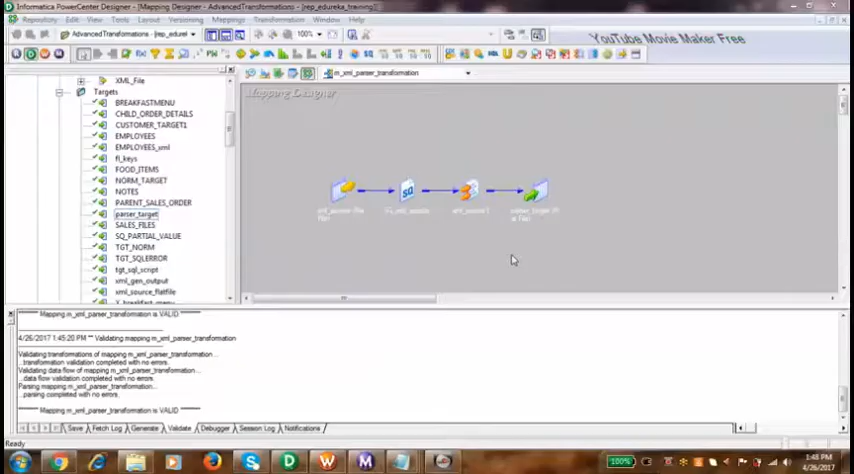 Informatica PowerCenter Designer - [Mapping Designer - AdvancedTransformations - [rep_edureka_training]]
Repository Edit View Tools Layout Versioning Mappings Transformation Window Help
AdvancedTransformations (rep_edurel
100%
YouTube Movie Maker Free
m_xml_parser_transformation
XML_File
Targets
BREAKFASTMENU
CHILD_ORDER_DETAILS
CUSTOMER_TARGET1
EMPLOYEES
EMPLOYEES_xml
fl_keys
FOOD_ITEMS
NORM_TARGET
NOTES
PARENT_SALES_ORDER
parser_target
SALES_FILES
SQ_PARTIAL_VALUE
TGT_NORM
TGT_SQLERROR
tgt_sql_script
xml_gen_output
xml_source_flatfile
X_breakfast_menu
Mapping Designer
SQ
******* Mapping m_xml_parser_transformation is VALID *******
4/26/2017 1:45:20 PM ** Validating mapping m_xml_parser_transformation
Validating transformations of mapping m_xml_parser_transformation...
...transformation validation completed with no errors.
Validating data flow of mapping m_xml_parser_transformation...
...data flow validation completed with no errors.
Parsing mapping m_xml_parser_transformation...
...parsing completed with no errors.
******* Mapping m_xml_parser_transformation is VALID *******
Save Fetch Log Generate Validate Debugger Session Log Notifications
Ready
100%
1:48 PM
4/26/2017